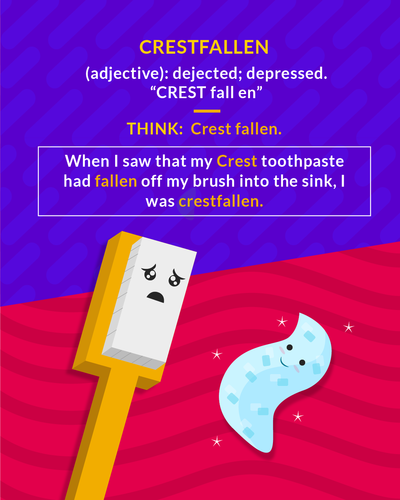 CRESTFALLEN
(adjective): dejected; depressed.
“CREST fall en”
THINK: Crest fallen.
When I saw that my Crest toothpaste
had fallen off my brush into the sink, I
was crestfallen.